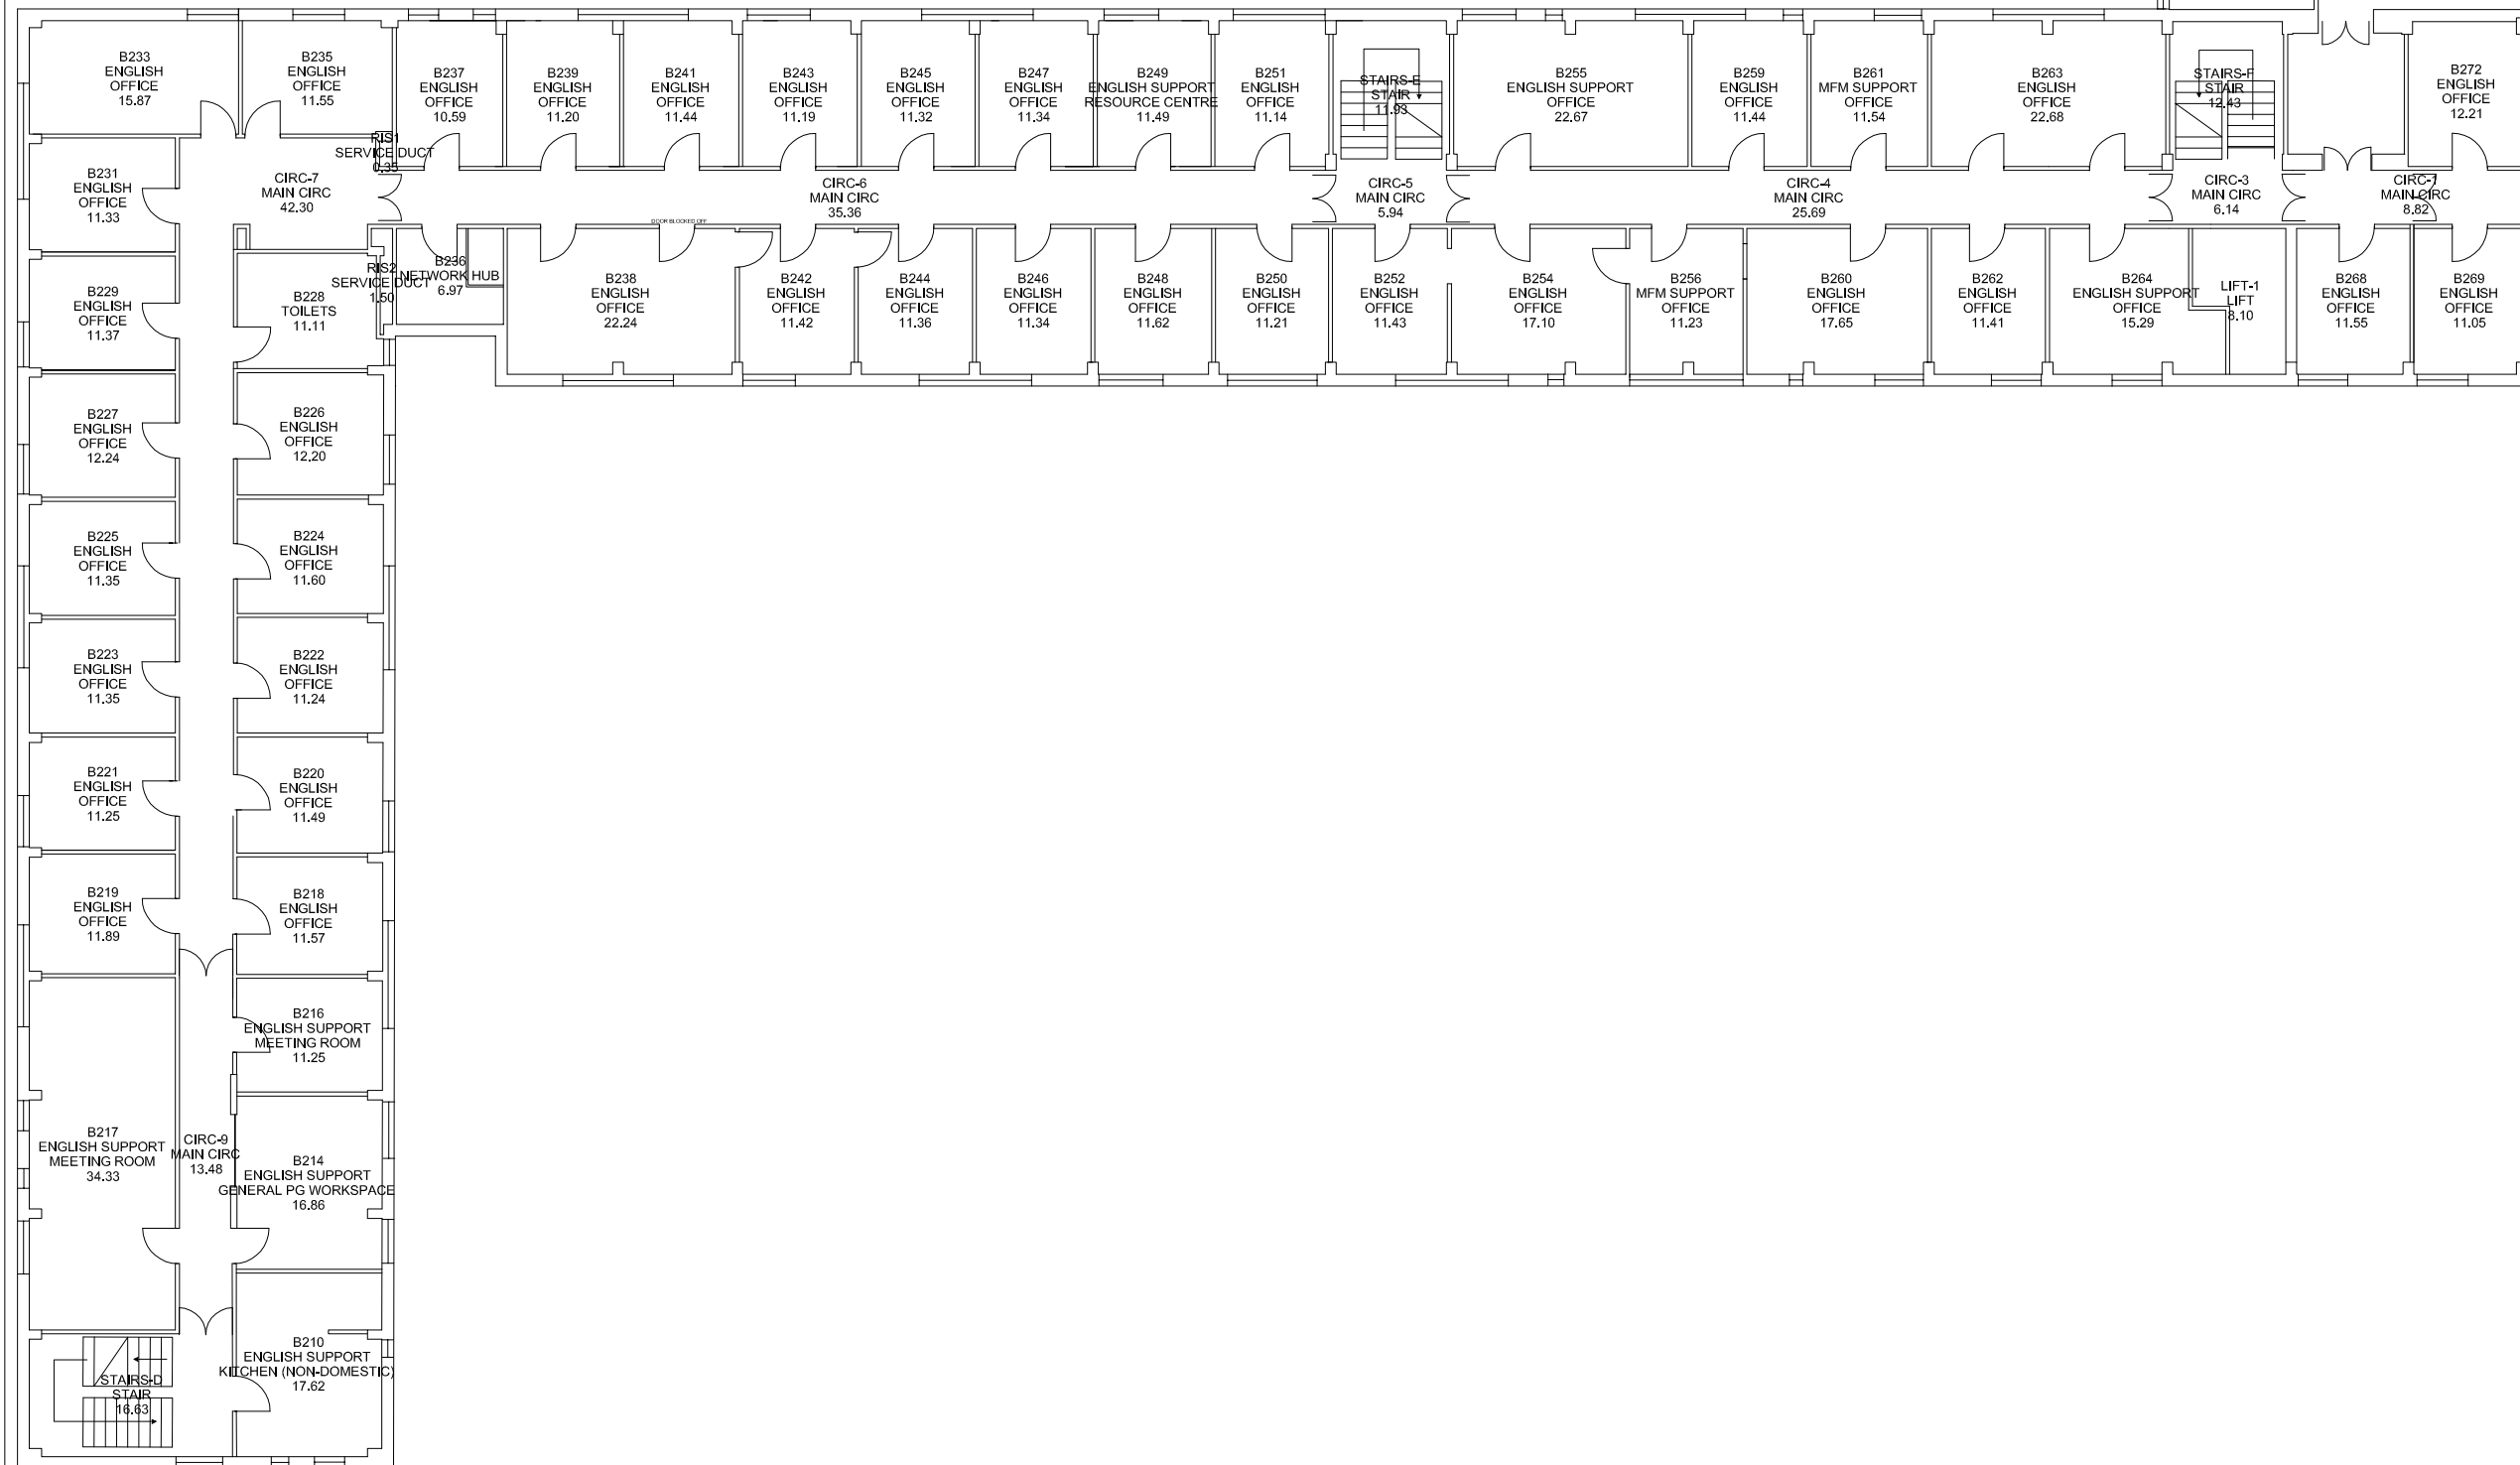 B233
ENGLISH
OFFICE
15.87
B235
ENGLISH
OFFICE
11.55
B237
ENGLISH
OFFICE
10.59
B239
ENGLISH
OFFICE
11.20
B241
ENGLISH
OFFICE
11.44
B243
ENGLISH
OFFICE
11.19
B245
ENGLISH
OFFICE
11.32
B247
ENGLISH
OFFICE
11.34
B249
ENGLISH SUPPORT
RESOURCE CENTRE
11.49
B251
ENGLISH
OFFICE
11.14
STAIRS-E
STAIR
11.93
B255
ENGLISH SUPPORT
OFFICE
22.67
B259
ENGLISH
OFFICE
11.44
B261
MFM SUPPORT
OFFICE
11.54
B263
ENGLISH
OFFICE
22.68
STAIRS-F
STAIR
12.43
B272
ENGLISH
OFFICE
12.21
RIS1
SERVICE DUCT
0.35
B231
ENGLISH
OFFICE
11.33
CIRC-7
MAIN CIRC
42.30
CIRC-6
MAIN CIRC
35.36
DOOR BLOCKED OFF
CIRC-5
MAIN CIRC
5.94
CIRC-4
MAIN CIRC
25.69
CIRC-3
MAIN CIRC
6.14
CIRC-1
MAIN CIRC
8.82
B229
ENGLISH
OFFICE
11.37
B228
TOILETS
11.11
RIS2
SERVICE DUCT
1.50
B236
NETWORK HUB
6.97
B238
ENGLISH
OFFICE
22.24
B242
ENGLISH
OFFICE
11.42
B244
ENGLISH
OFFICE
11.36
B246
ENGLISH
OFFICE
11.34
B248
ENGLISH
OFFICE
11.62
B250
ENGLISH
OFFICE
11.21
B252
ENGLISH
OFFICE
11.43
B254
ENGLISH
OFFICE
17.10
B256
MFM SUPPORT
OFFICE
11.23
B260
ENGLISH
OFFICE
17.65
B262
ENGLISH
OFFICE
11.41
B264
ENGLISH SUPPORT
OFFICE
15.29
LIFT-1
LIFT
8.10
B268
ENGLISH
OFFICE
11.55
B269
ENGLISH
OFFICE
11.05
B227
ENGLISH
OFFICE
12.24
B226
ENGLISH
OFFICE
12.20
B225
ENGLISH
OFFICE
11.35
B224
ENGLISH
OFFICE
11.60
B223
ENGLISH
OFFICE
11.35
B222
ENGLISH
OFFICE
11.24
B221
ENGLISH
OFFICE
11.25
B220
ENGLISH
OFFICE
11.49
B219
ENGLISH
OFFICE
11.89
B218
ENGLISH
OFFICE
11.57
B216
ENGLISH SUPPORT
MEETING ROOM
11.25
B217
ENGLISH SUPPORT
MEETING ROOM
34.33
CIRC-9
MAIN CIRC
13.48
B214
ENGLISH SUPPORT
GENERAL PG WORKSPACE
16.86
B210
ENGLISH SUPPORT
KITCHEN (NON-DOMESTIC)
17.62
STAIRS-D
STAIR
16.63